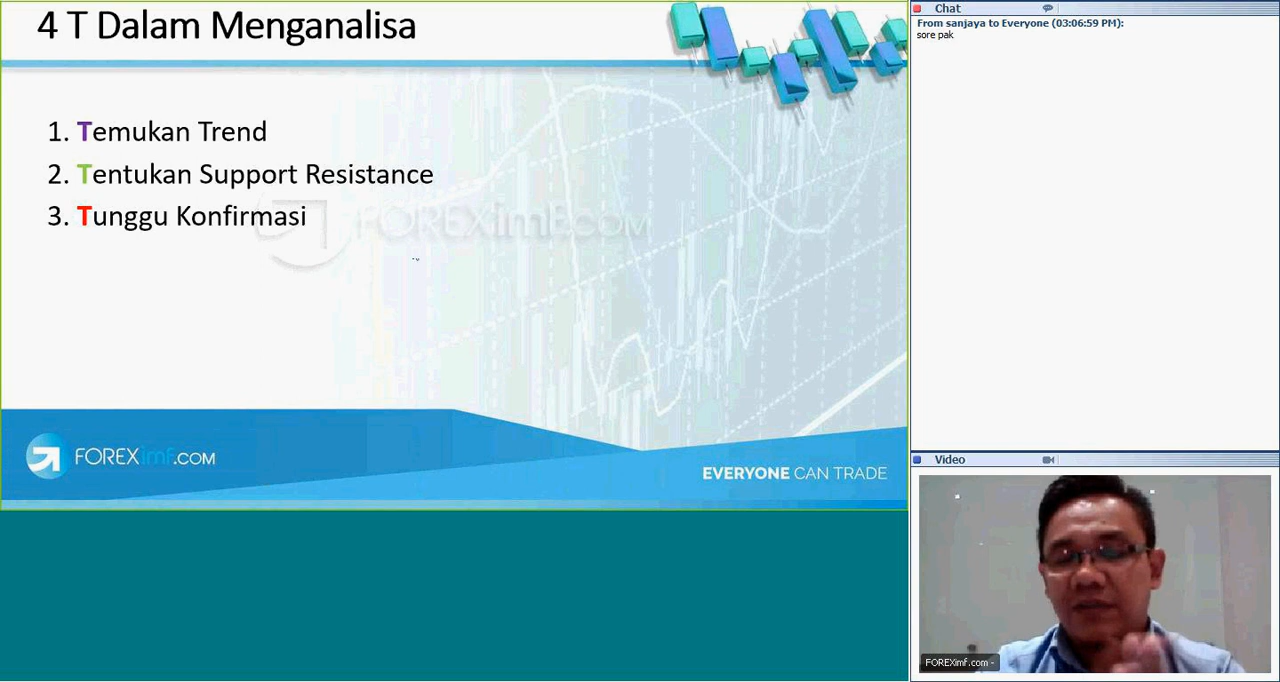 4 T Dalam Menganalisa
1. Temukan Trend
2. Tentukan Support Resistance
3. Tunggu Konfirmasi
FOREXimf.COM
FOREXimf.COM
EVERYONE CAN TRADE
Chat
From sanjaya to Everyone (03:06:59 PM):
sore pak
Video
FOREXimf.com -